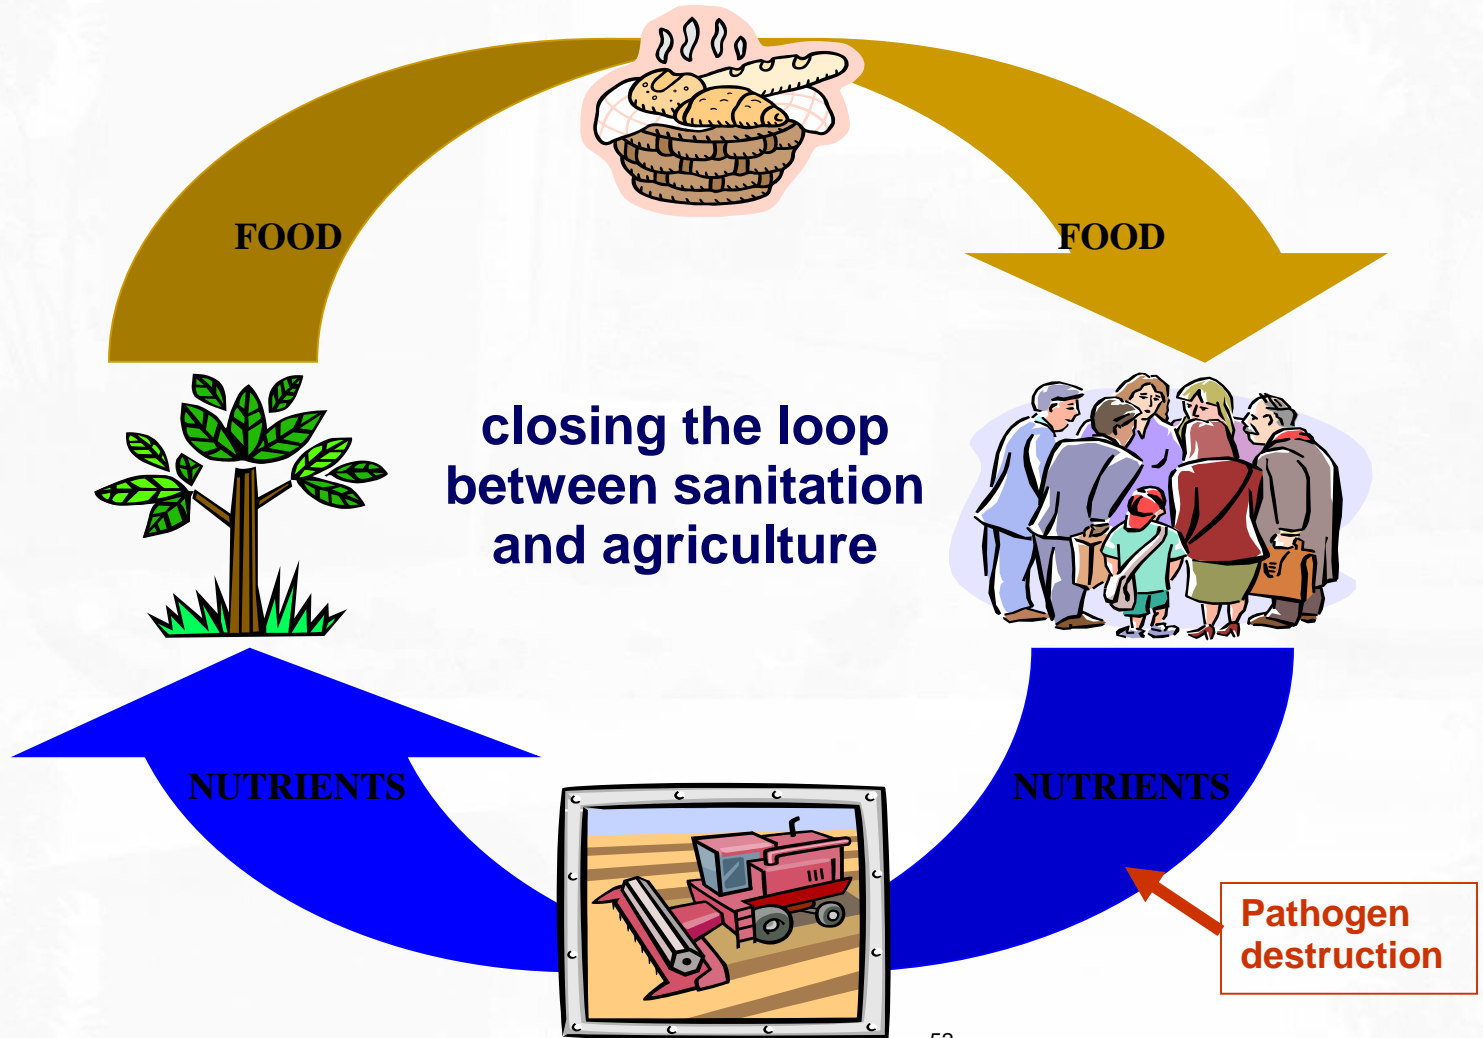 FOOD
FOOD
closing the loop
between sanitation
and agriculture
NUTRIENTS
NUTRIENTS
Pathogen
destruction